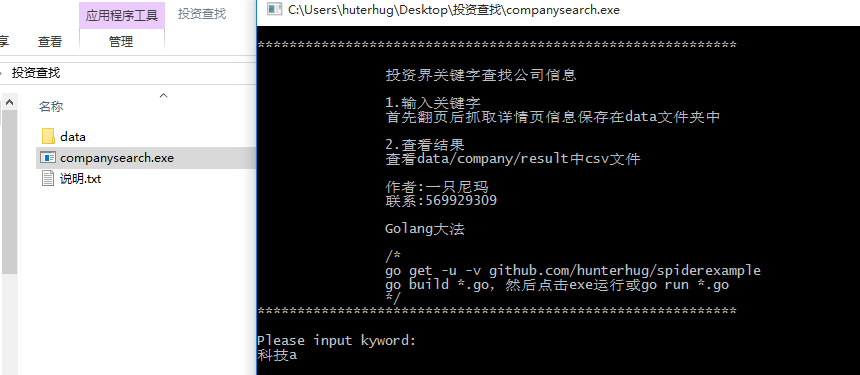 应用程序工具
投资查找
享
查看
管理
投资查找
名称
data
companysearch.exe
说明.txt
C:\Users\huterhug\Desktop\投资查找\companysearch.exe
************************************************************
投资界关键字查找公司信息
1.输入关键字
首先翻页后抓取详情页信息保存在data文件夹中
2.查看结果
查看data/company/result中csv文件
作者:一只尼玛
联系:569929309
Golang大法
/*
go get -u -v github.com/hunterhug/spiderexample
go build *.go，然后点击exe运行或go run *.go
*/
************************************************************
Please input kyword:
科技a